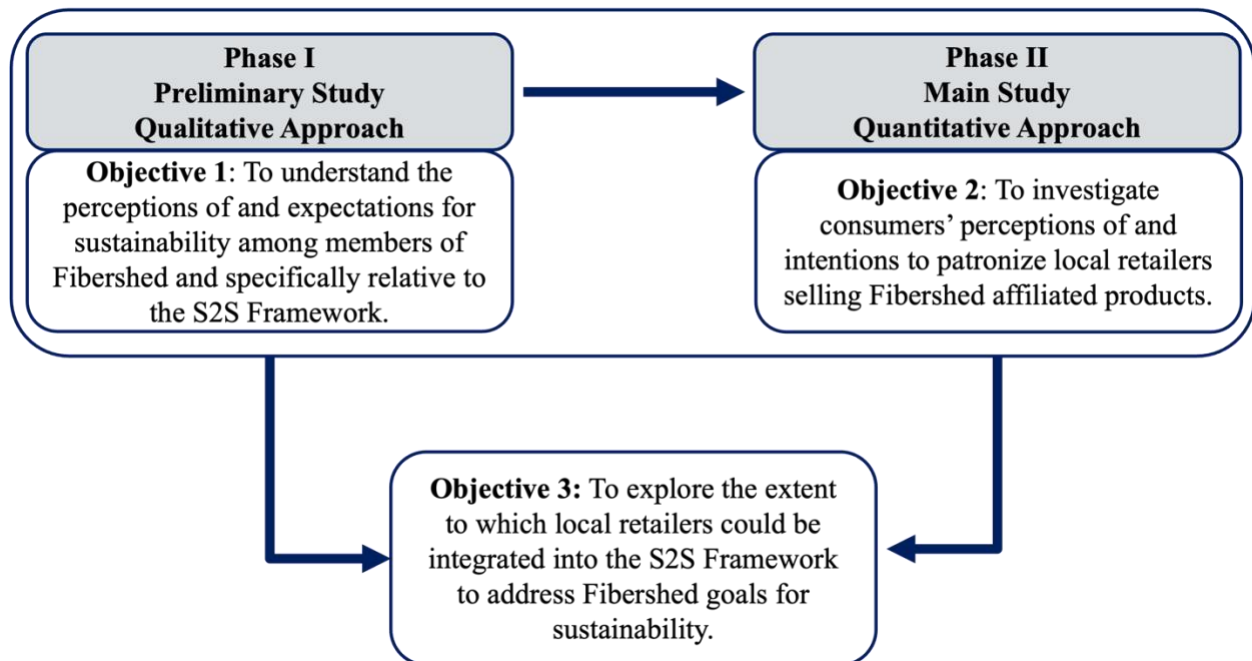 Phase I
Preliminary Study
Qualitative Approach
Objective 1: To understand the
perceptions of and expectations for
sustainability among members of
Fibershed and specifically relative to
the S2S Framework.
Phase II
Main Study
Quantitative Approach
Objective 2: To investigate
consumers’ perceptions of and
intentions to patronize local retailers
selling Fibershed affiliated products.
Objective 3: To explore the extent
to which local retailers could be
integrated into the S2S Framework
to address Fibershed goals for
sustainability.